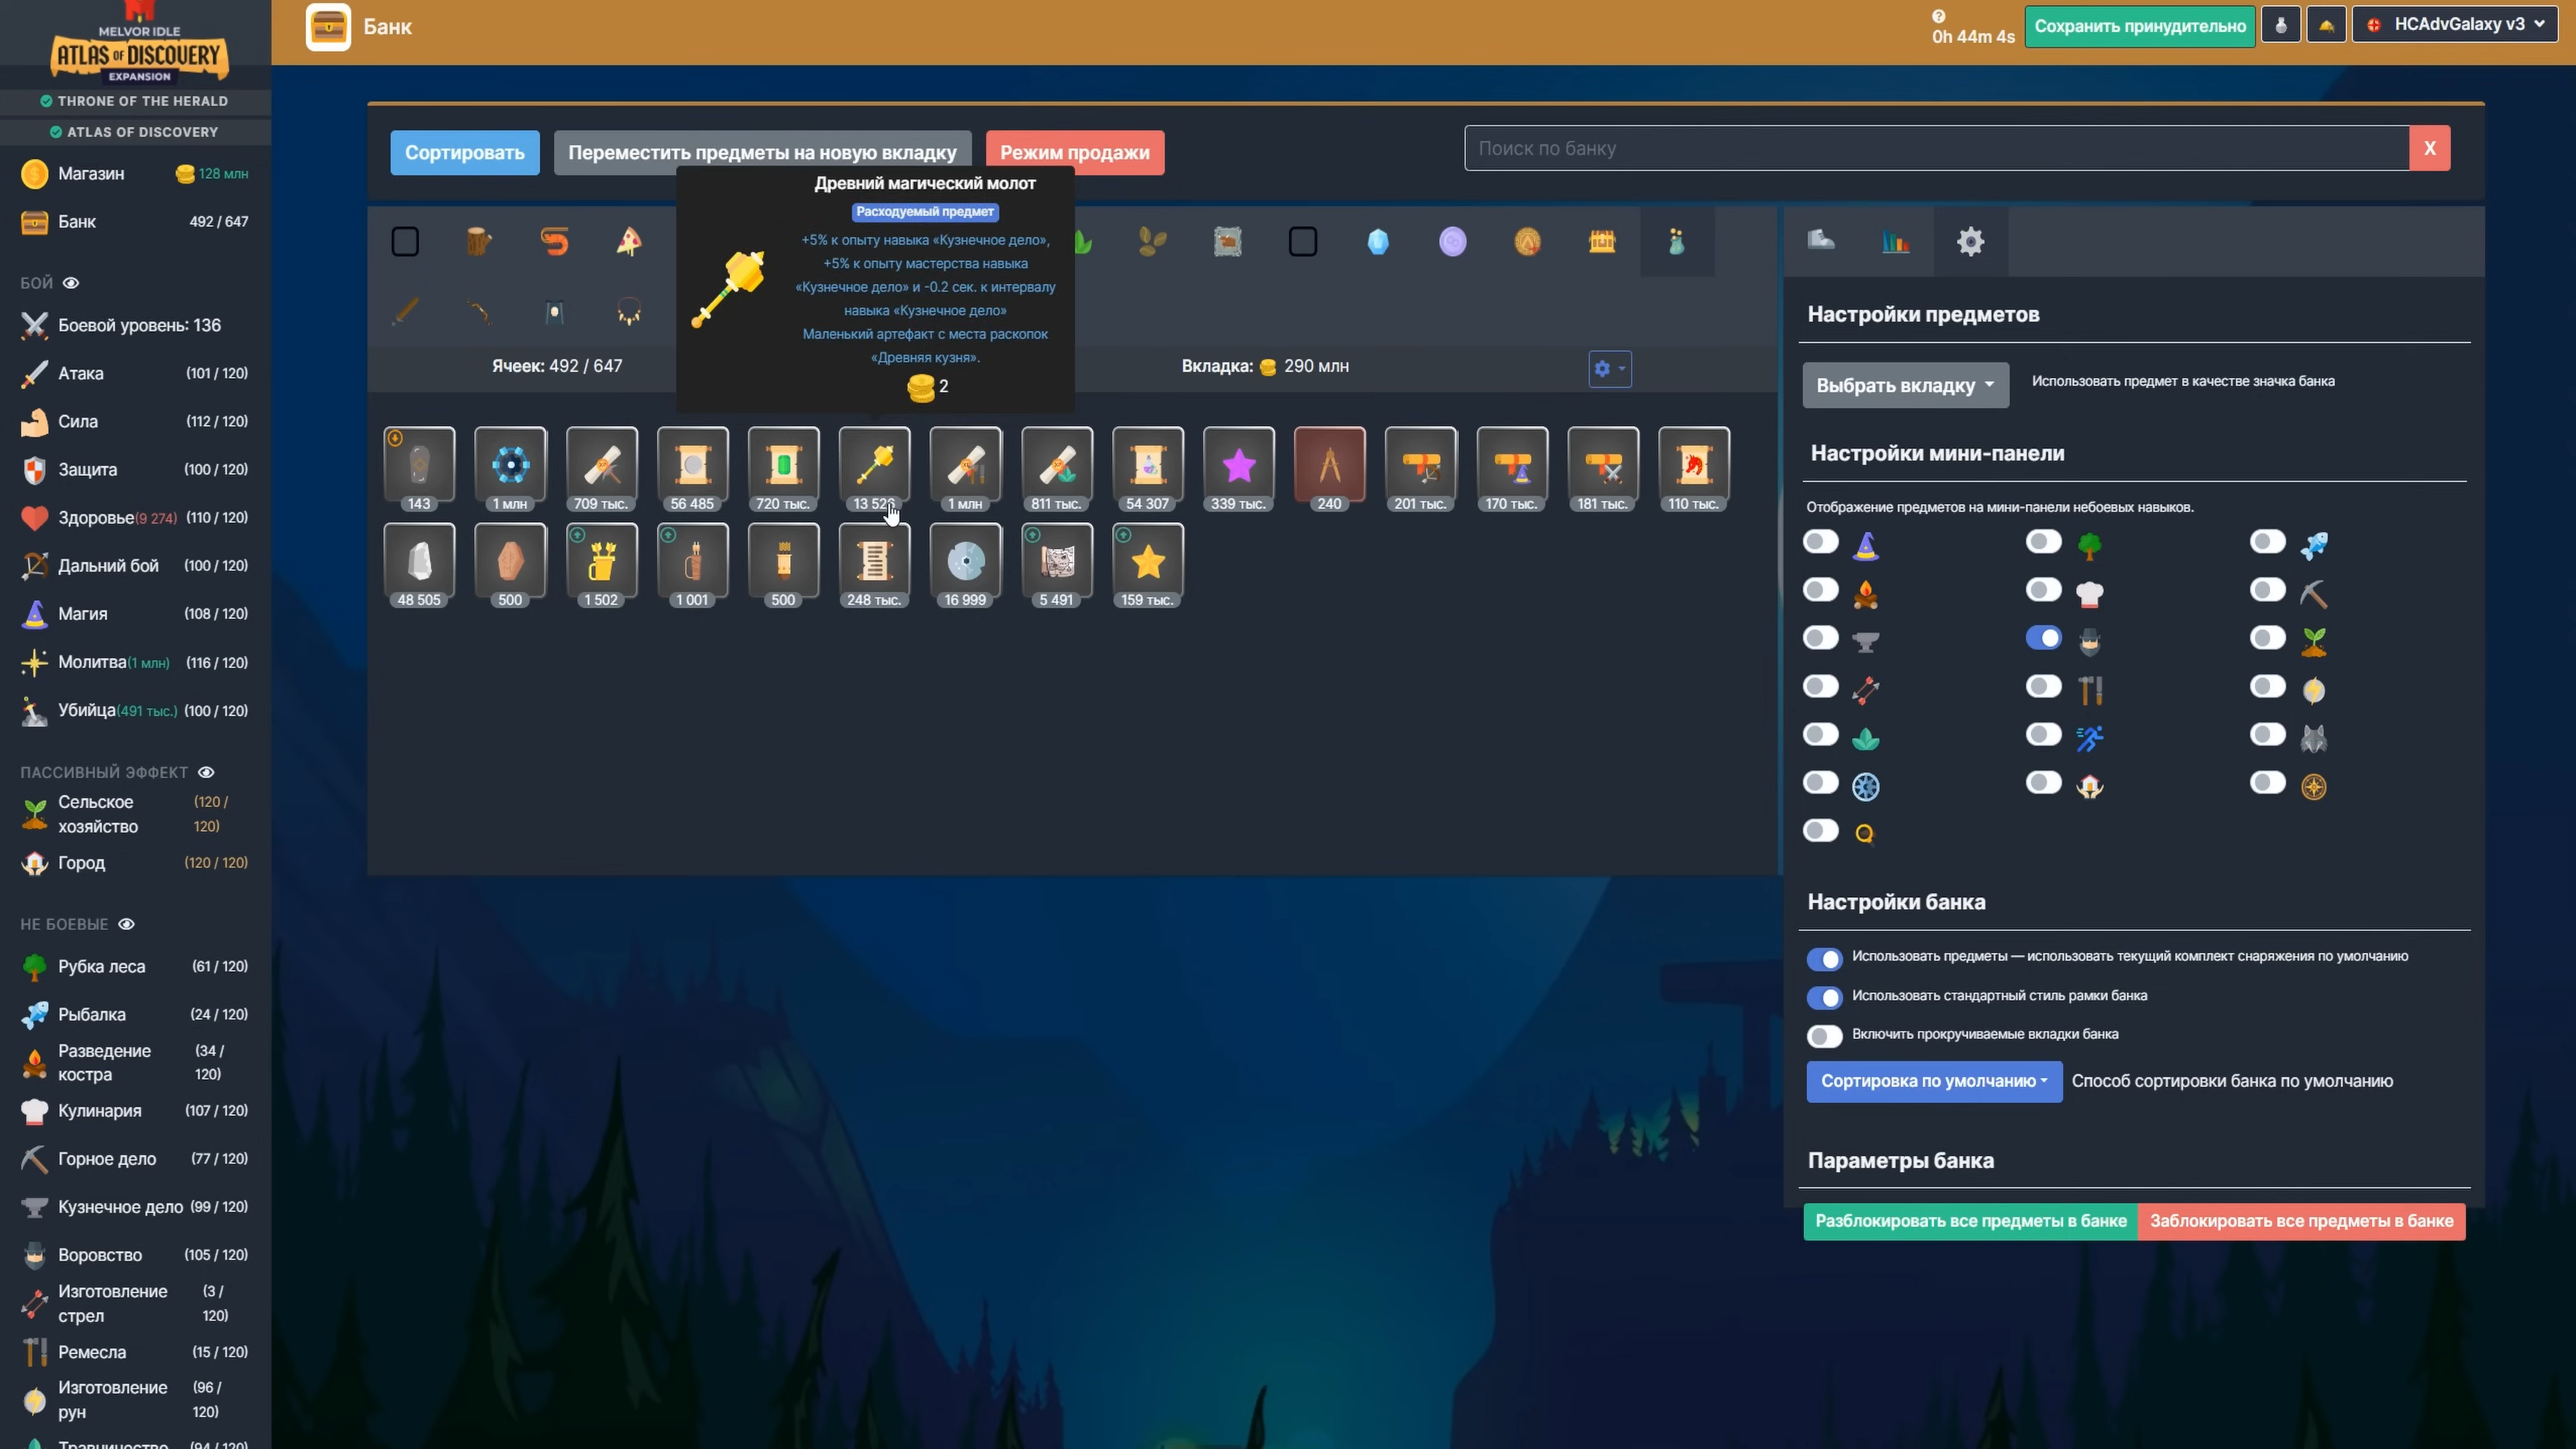 MELVOR IDLE
ATLAS OF DISCOVERY
EXPANSION
THRONE OF THE HERALD
ATLAS OF DISCOVERY
Магазин 128 млн
Банк 492 / 647
БОЙ
Боевой уровень: 136
Атака (101 / 120)
Сила (112 / 120)
Защита (100 / 120)
Здоровье(9 274) (110 / 120)
Дальний бой (100 / 120)
Магия (108 / 120)
Молитва(1 млн) (116 / 120)
Убийца(491 тыс.) (100 / 120)
ПАССИВНЫЙ ЭФФЕКТ
Сельское (120 /
хозяйство 120)
Город (120 / 120)
НЕ БОЕВЫЕ
Рубка леса (61 / 120)
Рыбалка (24 / 120)
Разведение (34 /
костра 120)
Кулинария (107 / 120)
Горное дело (77 / 120)
Кузнечное дело (99 / 120)
Воровство (105 / 120)
Изготовление (3 /
стрел 120)
Ремесла (15 / 120)
Изготовление (96 /
рун 120)
Травничество (94 / 120)
Банк
0h 44m 4s
Сохранить принудительно
HCAdvGalaxy v3
Сортировать
Переместить предметы на новую вкладку
Режим продажи
Поиск по банку
X
Древний магический молот
Расходуемый предмет
+5% к опыту навыка «Кузнечное дело»,
+5% к опыту мастерства навыка
«Кузнечное дело» и -0.2 сек. к интервалу
навыка «Кузнечное дело»
Маленький артефакт с места раскопок
«Древняя кузня».
2
Ячеек: 492 / 647
Вкладка: 290 млн
143 1 млн 709 тыс. 56 485 720 тыс. 13 52 1 млн 811 тыс. 54 307 339 тыс. 240 201 тыс. 170 тыс. 181 тыс. 110 тыс.
48 505 500 1 502 1 001 500 248 тыс. 16 999 5 491 159 тыс.
Настройки предметов
Выбрать вкладку
Использовать предмет в качестве значка банка
Настройки мини-панели
Отображение предметов на мини-панели небоевых навыков.
Настройки банка
Использовать предметы — использовать текущий комплект снаряжения по умолчанию
Использовать стандартный стиль рамки банка
Включить прокручиваемые вкладки банка
Сортировка по умолчанию
Способ сортировки банка по умолчанию
Параметры банка
Разблокировать все предметы в банке
Заблокировать все предметы в банке